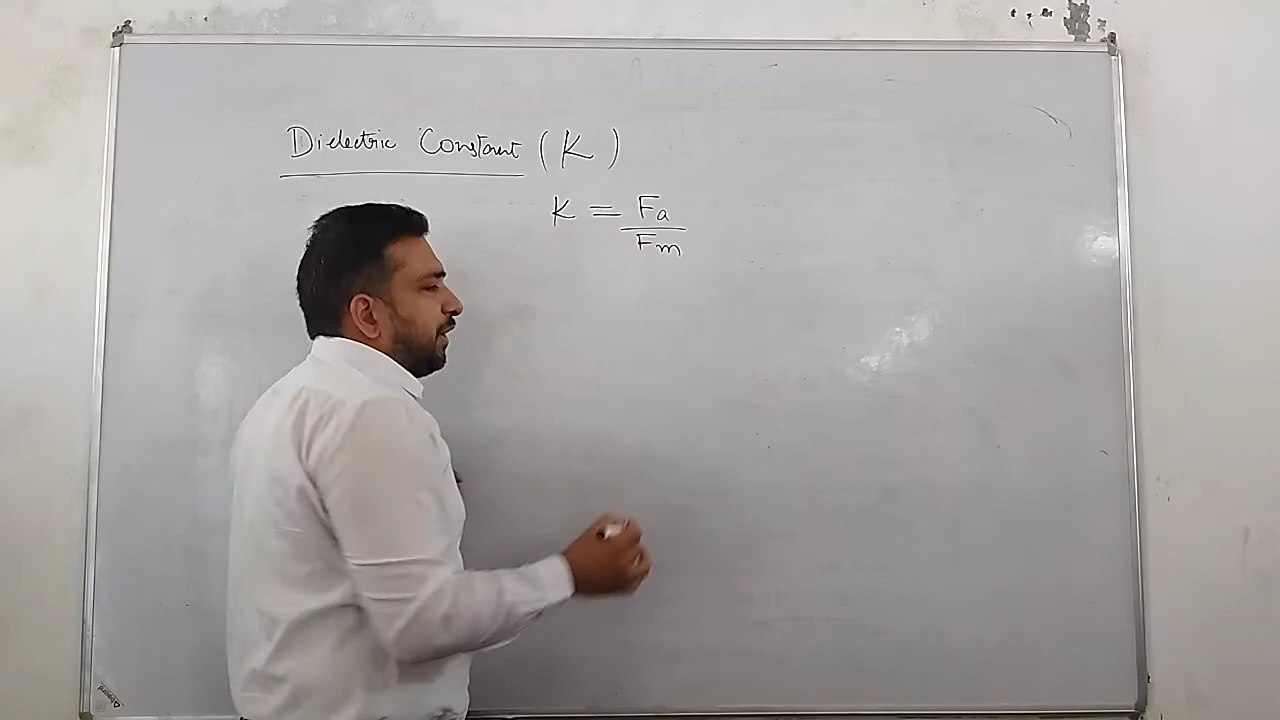 Dielectric Constant (K)
K = Fa
Fm